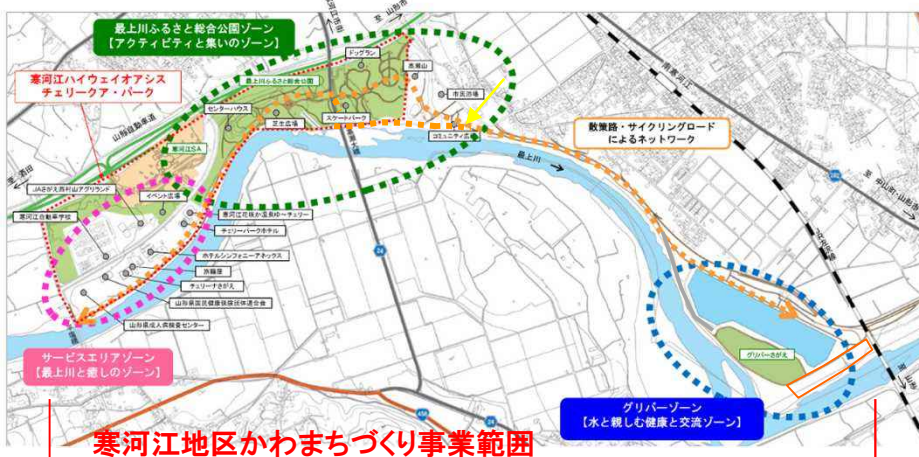 最上川ふるさと総合公園ゾーン
【アクティビティと集いのゾーン】
寒河江ハイウェイオアシス
チェリークア・パーク
山形自動車道
最上川ふるさと総合公園
ドッグラン
センターハウス
芝生広場
スケートパーク
市民浴場
コミュニティ広場
寒河江SA
JAさがえ西村山アグリランド
イベント広場
寒河江自動車学校
寒河江花咲か温泉ゆ〜チェリー
チェリーパークホテル
ホテルシンフォニーアネックス
チェリーナさがえ
山形県国民健康保険団体連合会
山形県成人病検査センター
サービスエリアゾーン
【最上川と癒しのゾーン】
散策路・サイクリングロード
によるネットワーク
南寒河江
最上川
24
458
グリバーさがえ
グリバーゾーン
【水と親しむ健康と交流ゾーン】
寒河江地区かわまちづくり事業範囲